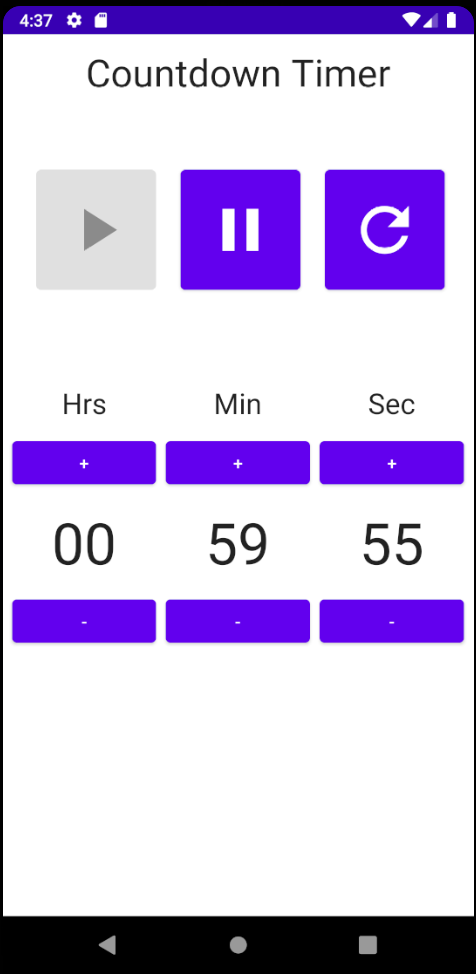 4:37
Countdown Timer
Hrs Min Sec
+ + +
00 59 55
- - -